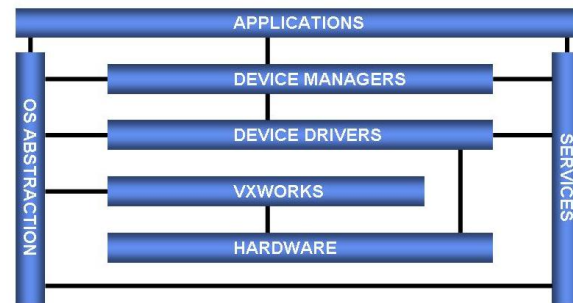 APPLICATIONS
DEVICE MANAGERS
DEVICE DRIVERS
VXWORKS
HARDWARE
OS ABSTRACTION
SERVICES